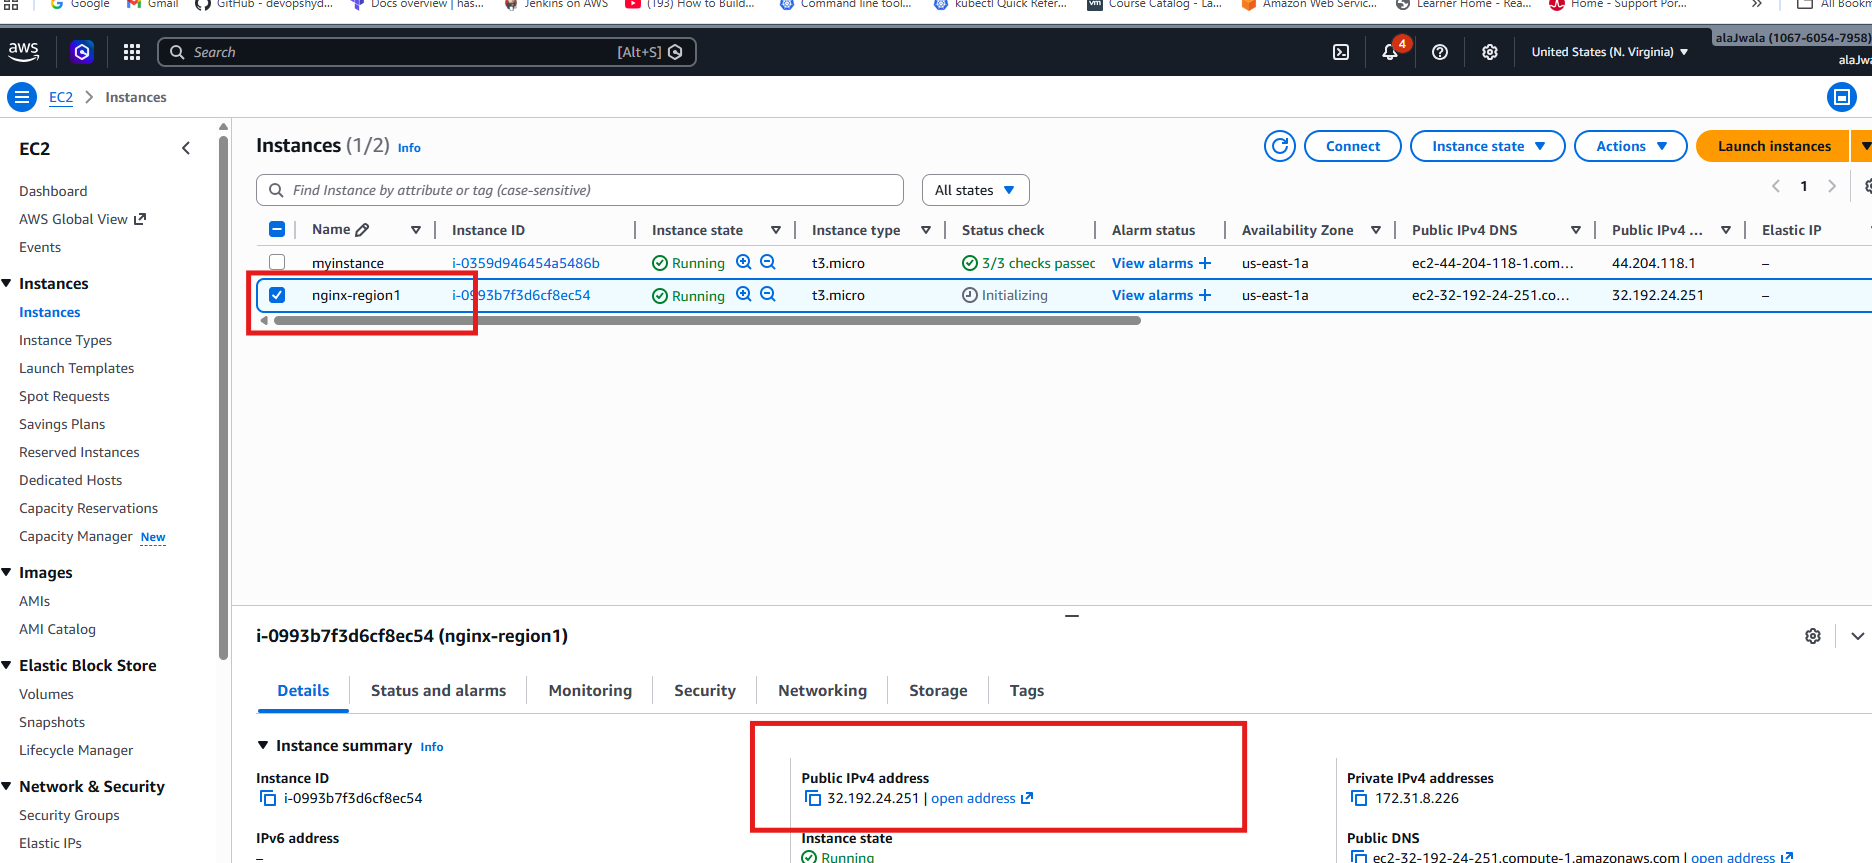 Google Gmail GitHub - devopshyd... Docs overview | has... Jenkins on AWS (193) How to Build... Command line tool... kubectl Quick Refer... vm Course Catalog - La... Amazon Web Servic... Learner Home - Rea... Home - Support Por... » All Bookm
aws Search [Alt+S] 4 United States (N. Virginia) alaJwala (1067-6054-7958)
alaJwa
EC2 Instances
EC2
Dashboard
AWS Global View
Events
Instances
Instances
Instance Types
Launch Templates
Spot Requests
Savings Plans
Reserved Instances
Dedicated Hosts
Capacity Reservations
Capacity Manager New
Images
AMIs
AMI Catalog
Elastic Block Store
Volumes
Snapshots
Lifecycle Manager
Network & Security
Security Groups
Elastic IPs
Instances (1/2) Info Connect Instance state Actions Launch instances
Find Instance by attribute or tag (case-sensitive) All states 1
Name Instance ID Instance state Instance type Status check Alarm status Availability Zone Public IPv4 DNS Public IPv4 ... Elastic IP
myinstance i-0359d946454a5486b Running t3.micro 3/3 checks passec View alarms + us-east-1a ec2-44-204-118-1.com... 44.204.118.1 –
nginx-region1 i-0993b7f3d6cf8ec54 Running t3.micro Initializing View alarms + us-east-1a ec2-32-192-24-251.co... 32.192.24.251 –
i-0993b7f3d6cf8ec54 (nginx-region1)
Details Status and alarms Monitoring Security Networking Storage Tags
Instance summary Info
Instance ID Public IPv4 address Private IPv4 addresses
i-0993b7f3d6cf8ec54 32.192.24.251 | open address 172.31.8.226
IPv6 address Instance state Public DNS
– Running ec2-32-192-24-251.compute-1.amazonaws.com | open address